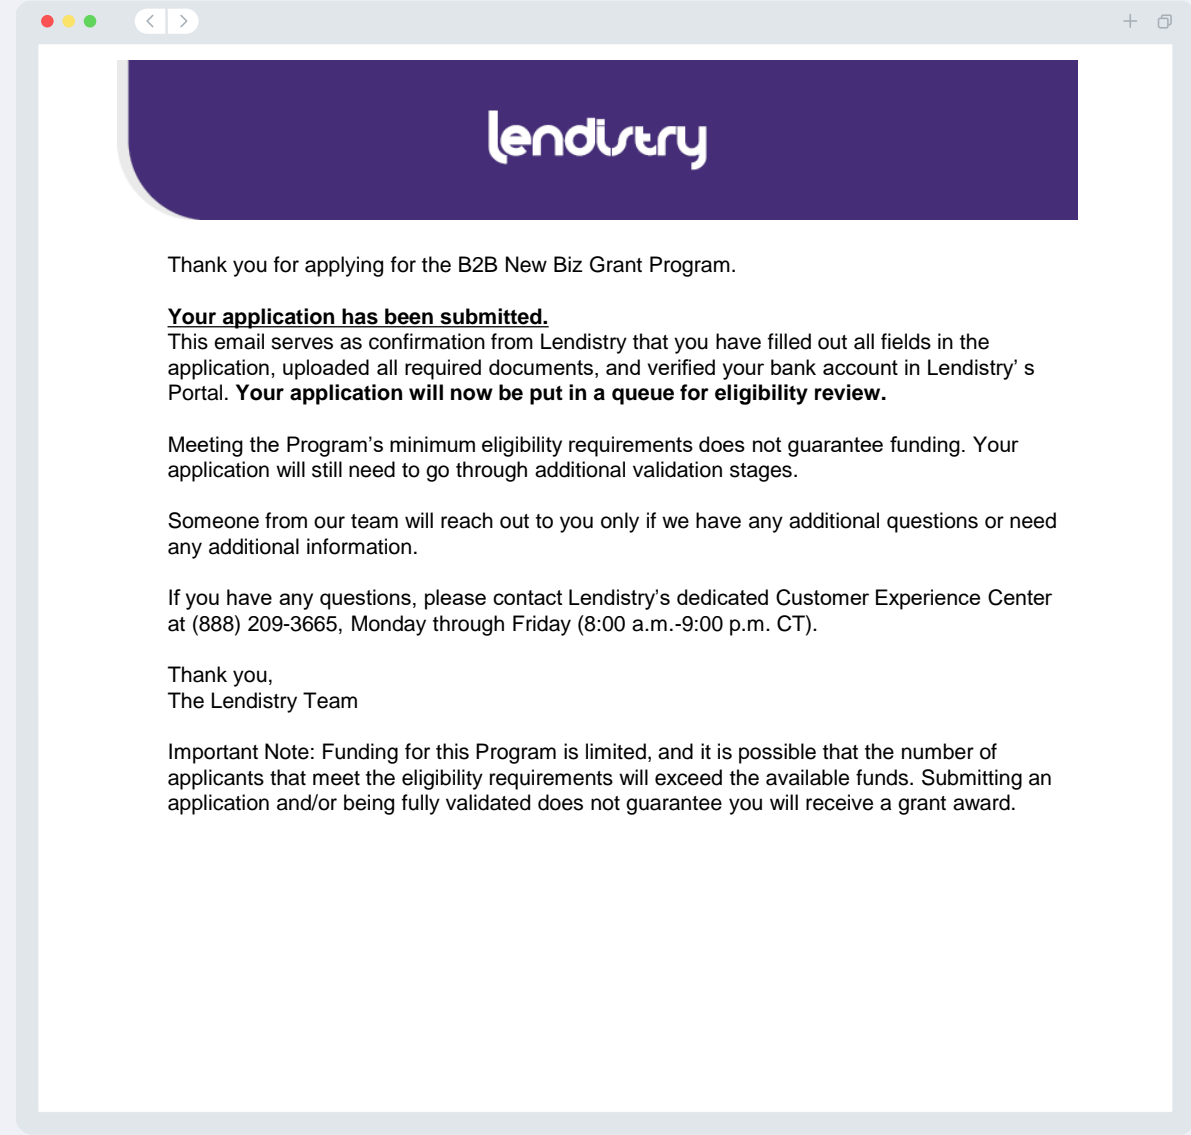 lendistry
Thank you for applying for the B2B New Biz Grant Program.
Your application has been submitted.
This email serves as confirmation from Lendistry that you have filled out all fields in the
application, uploaded all required documents, and verified your bank account in Lendistry’ s
Portal. Your application will now be put in a queue for eligibility review.
Meeting the Program’s minimum eligibility requirements does not guarantee funding. Your
application will still need to go through additional validation stages.
Someone from our team will reach out to you only if we have any additional questions or need
any additional information.
If you have any questions, please contact Lendistry’s dedicated Customer Experience Center
at (888) 209-3665, Monday through Friday (8:00 a.m.-9:00 p.m. CT).
Thank you,
The Lendistry Team
Important Note: Funding for this Program is limited, and it is possible that the number of
applicants that meet the eligibility requirements will exceed the available funds. Submitting an
application and/or being fully validated does not guarantee you will receive a grant award.